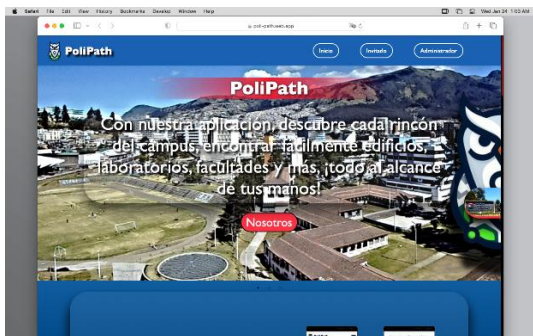 Safari File Edit View History Bookmarks Develop Window Help
Wed Jan 24 1:03 AM
PoliPath
Inicio
Invitado
Administrador
PoliPath
Con nuestra aplicación, descubre cada rincón
del campus, encontrar fácilmente edificios,
laboratorios, facultades y más, ¡todo al alcance
de tus manos!
Nosotros